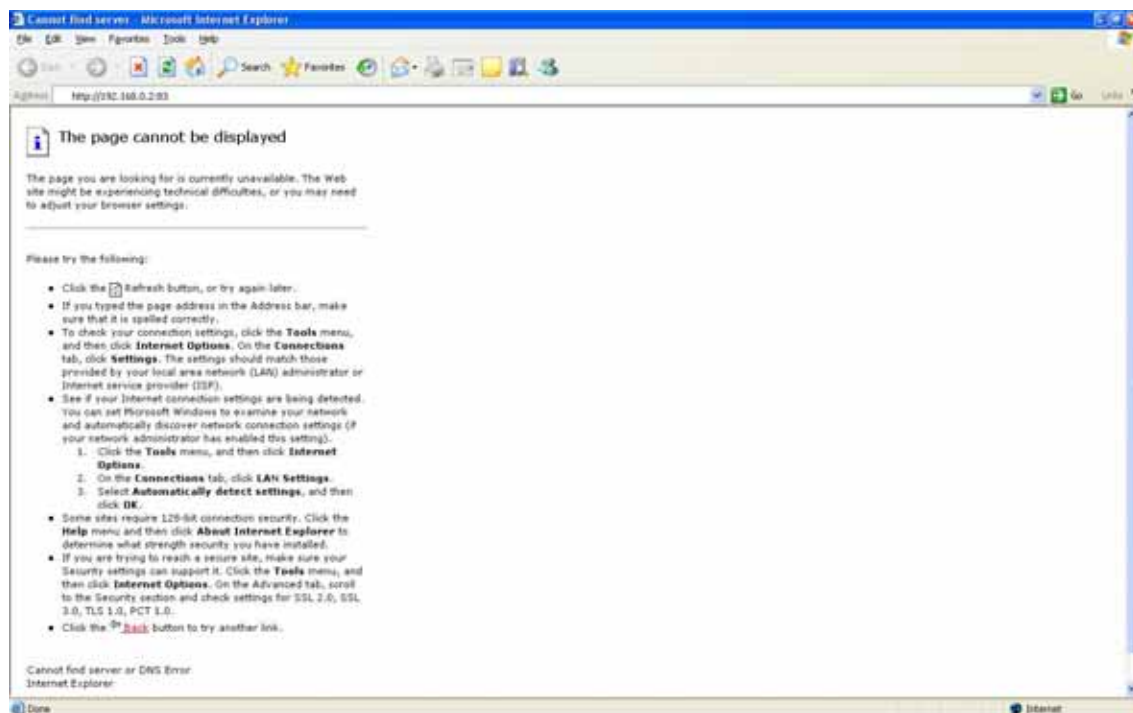 Cannot find server - Microsoft Internet Explorer
File Edit View Favorites Tools Help
Search Favorites
Address http://192.168.0.2:83 Go Links
The page cannot be displayed
The page you are looking for is currently unavailable. The Web
site might be experiencing technical difficulties, or you may need
to adjust your browser settings.
Please try the following:
• Click the Refresh button, or try again later.
• If you typed the page address in the Address bar, make
sure that it is spelled correctly.
• To check your connection settings, click the Tools menu,
and then click Internet Options. On the Connections
tab, click Settings. The settings should match those
provided by your local area network (LAN) administrator or
Internet service provider (ISP).
• See if your Internet connection settings are being detected.
You can set Microsoft Windows to examine your network
and automatically discover network connection settings (if
your network administrator has enabled this setting).
1. Click the Tools menu, and then click Internet
Options.
2. On the Connections tab, click LAN Settings.
3. Select Automatically detect settings, and then
click OK.
• Some sites require 128-bit connection security. Click the
Help menu and then click About Internet Explorer to
determine what strength security you have installed.
• If you are trying to reach a secure site, make sure your
Security settings can support it. Click the Tools menu, and
then click Internet Options. On the Advanced tab, scroll
to the Security section and check settings for SSL 2.0, SSL
3.0, TLS 1.0, PCT 1.0.
• Click the Back button to try another link.
Cannot find server or DNS Error
Internet Explorer
Done Internet